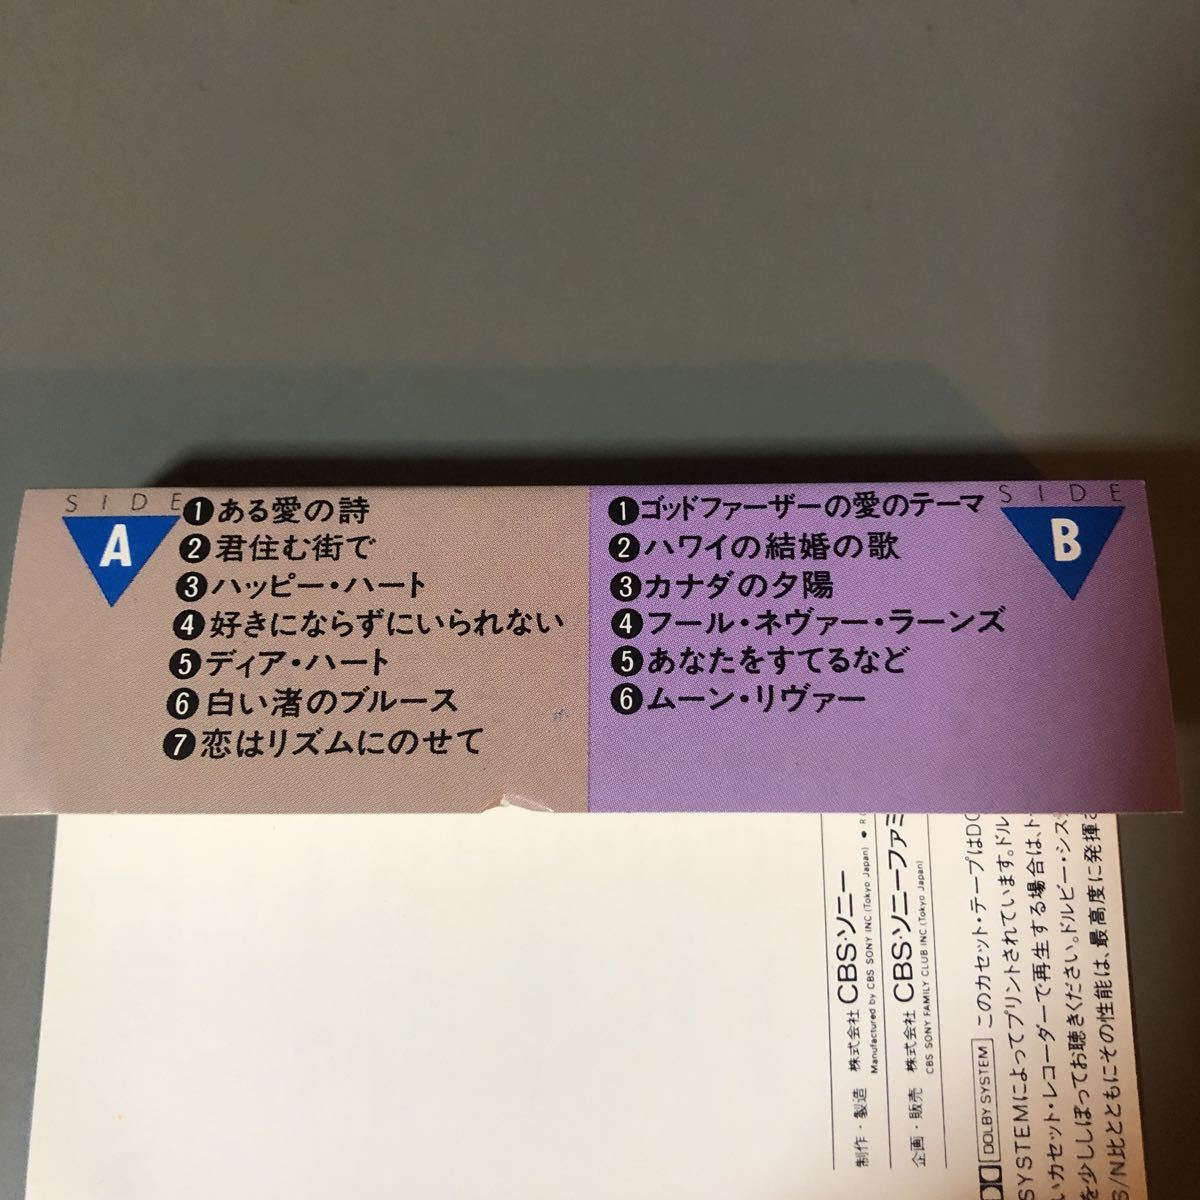 SIDE
A
❶ある愛の詩
❷君住む街で
❸ハッピー・ハート
❹好きにならずにいられない
❺ディア・ハート
❻白い渚のブルース
❼恋はリズムにのせて
SIDE
B
❶ゴッドファーザーの愛のテーマ
❷ハワイの結婚の歌
❸カナダの夕陽
❹フール・ネヴァー・ラーンズ
❺あなたをすてるなど
❻ムーン・リヴァー
DOLBY SYSTEM このカセット・テープはDO
SYSTEMによってプリントされています。ドル
いカセット・レコーダーで再生する場合は、ト
を少ししぼってお聴きください。ドルビー・シス
S/N比とともにその性能は、最高度に発揮さ
制作・製造 株式会社 CBS・ソニー
Manufactured by CBS SONY INC (Tokyo Japan) ● R
企画・販売 株式会社 CBS・ソニーファミ
CBS SONY FAMILY CLUB INC (Tokyo Japan)